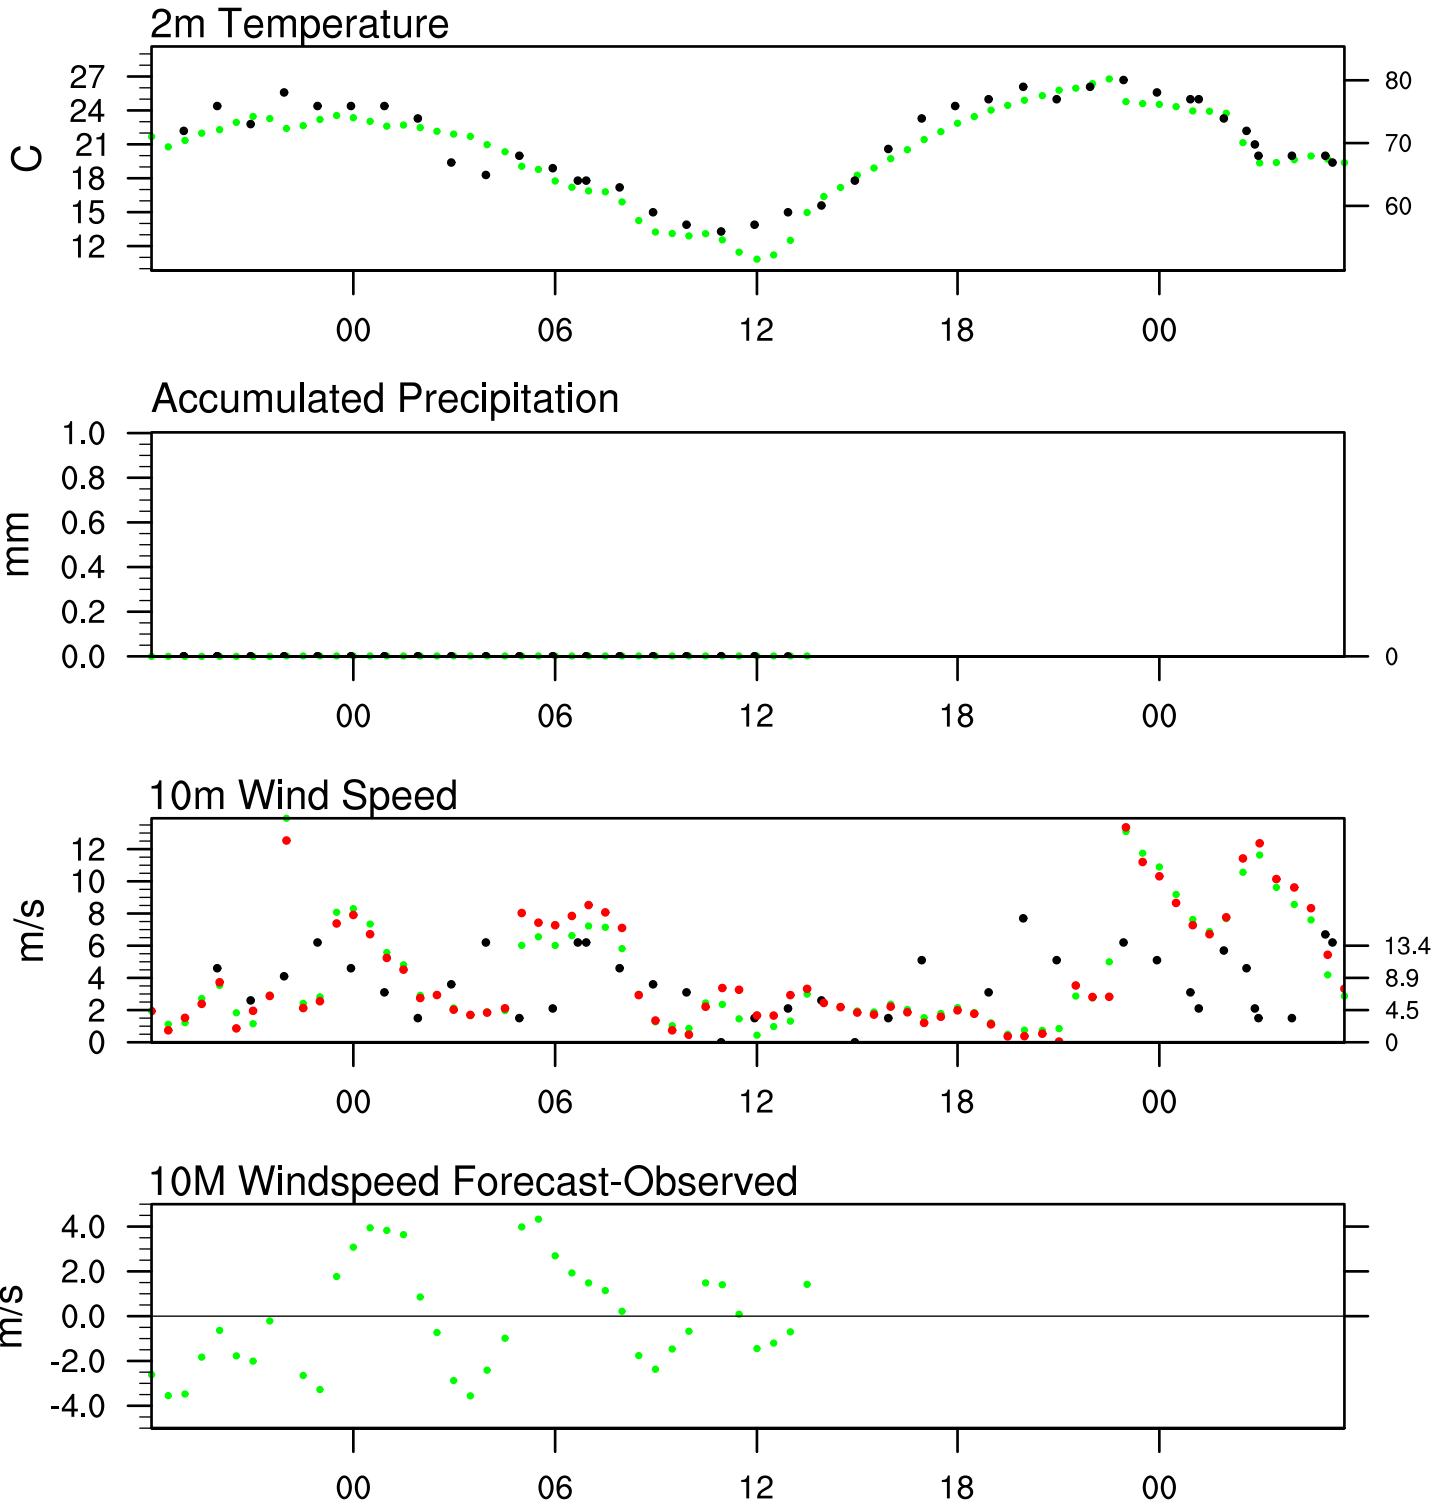 2m Temperature
27
24
21
18
15
12
C
80
70
60
00 06 12 18 00
Accumulated Precipitation
1.0
0.8
0.6
0.4
0.2
0.0
mm
0
00 06 12 18 00
10m Wind Speed
12
10
8
6
4
2
0
m/s
13.4
8.9
4.5
0
00 06 12 18 00
10M Windspeed Forecast-Observed
4.0
2.0
0.0
-2.0
-4.0
m/s
00 06 12 18 00